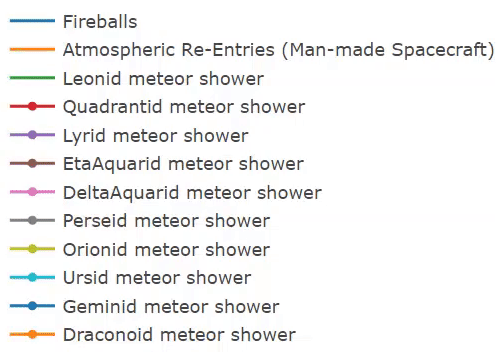 Fireballs
Atmospheric Re-Entries (Man-made Spacecraft)
Leonid meteor shower
Quadrantid meteor shower
Lyrid meteor shower
EtaAquarid meteor shower
DeltaAquarid meteor shower
Perseid meteor shower
Orionid meteor shower
Ursid meteor shower
Geminid meteor shower
Draconoid meteor shower